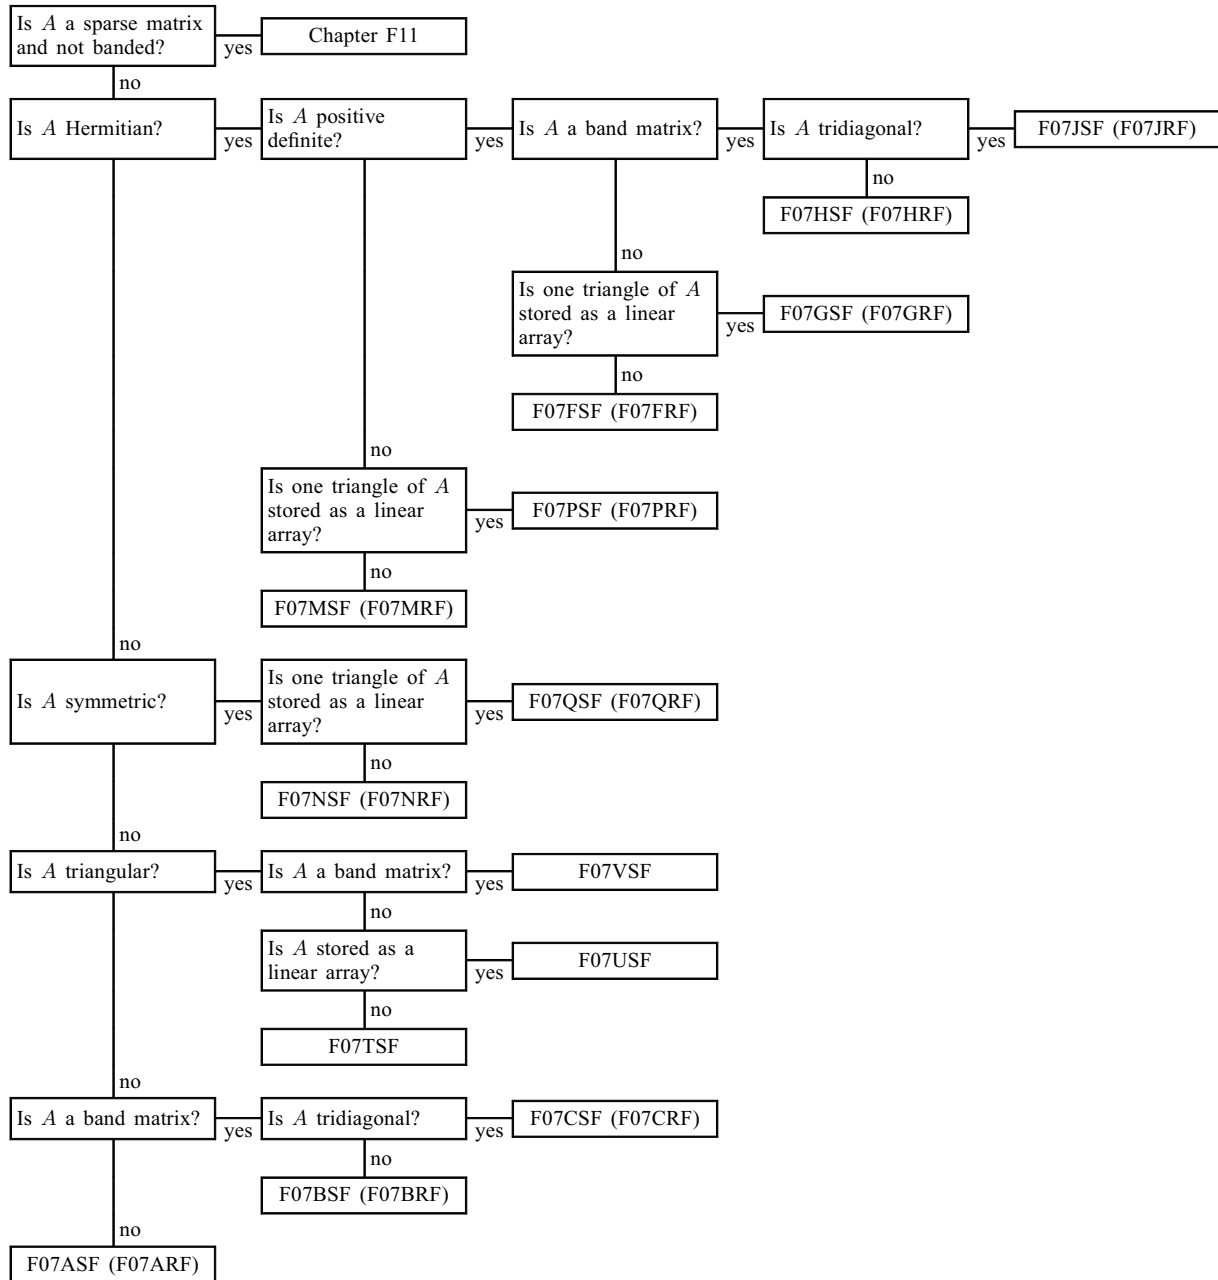 Is A a sparse matrix
and not banded?
yes
Chapter F11
no
Is A Hermitian?
yes
Is A positive
definite?
yes
Is A a band matrix?
yes
Is A tridiagonal?
yes
F07JSF (F07JRF)
no
F07HSF (F07HRF)
no
Is one triangle of A
stored as a linear
array?
yes
F07GSF (F07GRF)
no
F07FSF (F07FRF)
no
Is one triangle of A
stored as a linear
array?
yes
F07PSF (F07PRF)
no
F07MSF (F07MRF)
no
Is A symmetric?
yes
Is one triangle of A
stored as a linear
array?
yes
F07QSF (F07QRF)
no
F07NSF (F07NRF)
no
Is A triangular?
yes
Is A a band matrix?
yes
F07VSF
no
Is A stored as a
linear array?
yes
F07USF
no
F07TSF
no
Is A a band matrix?
yes
Is A tridiagonal?
yes
F07CSF (F07CRF)
no
F07BSF (F07BRF)
no
F07ASF (F07ARF)